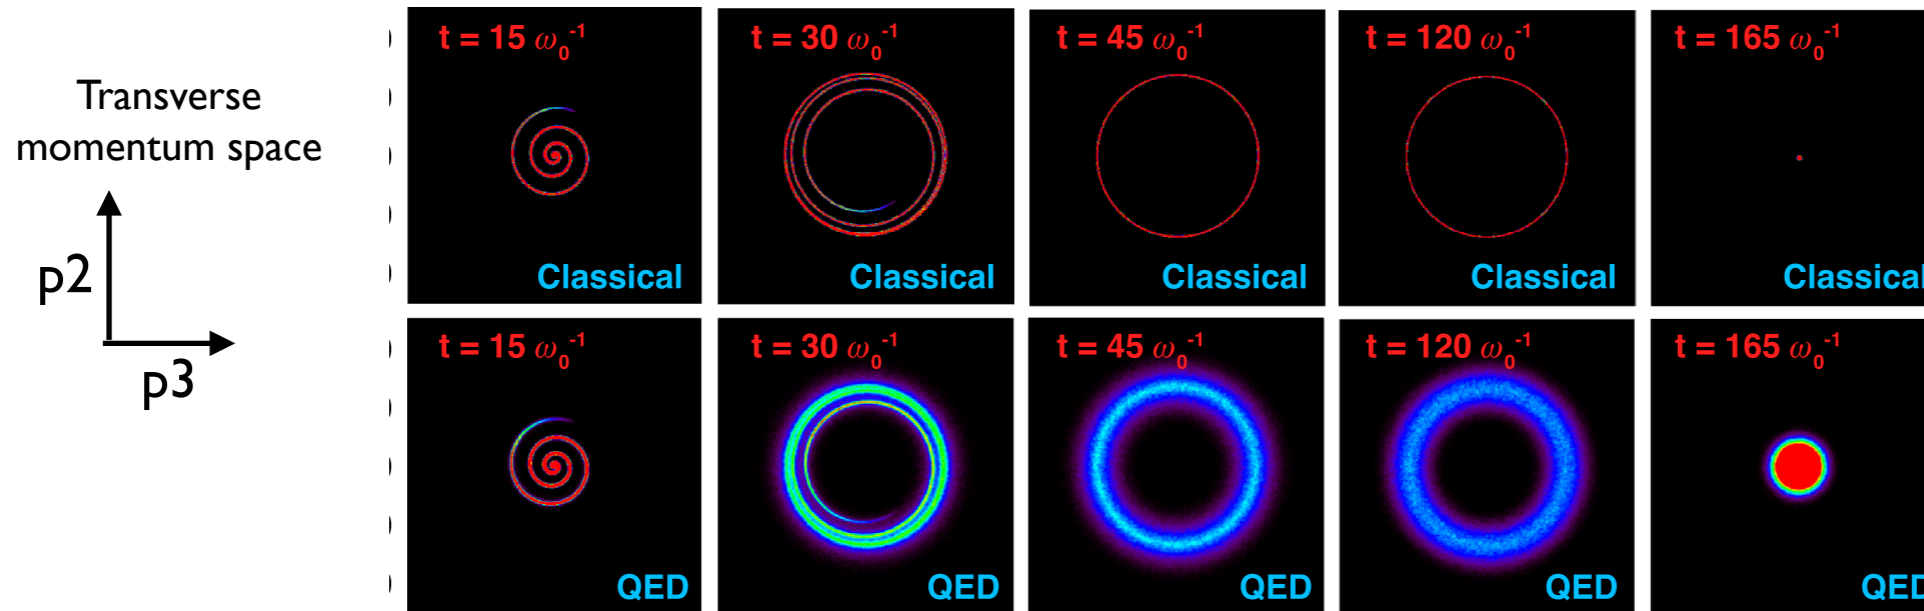 Transverse
momentum space
p2
p3
t = 15 ω₀⁻¹
Classical
t = 30 ω₀⁻¹
Classical
t = 45 ω₀⁻¹
Classical
t = 120 ω₀⁻¹
Classical
t = 165 ω₀⁻¹
Classical
t = 15 ω₀⁻¹
QED
t = 30 ω₀⁻¹
QED
t = 45 ω₀⁻¹
QED
t = 120 ω₀⁻¹
QED
t = 165 ω₀⁻¹
QED